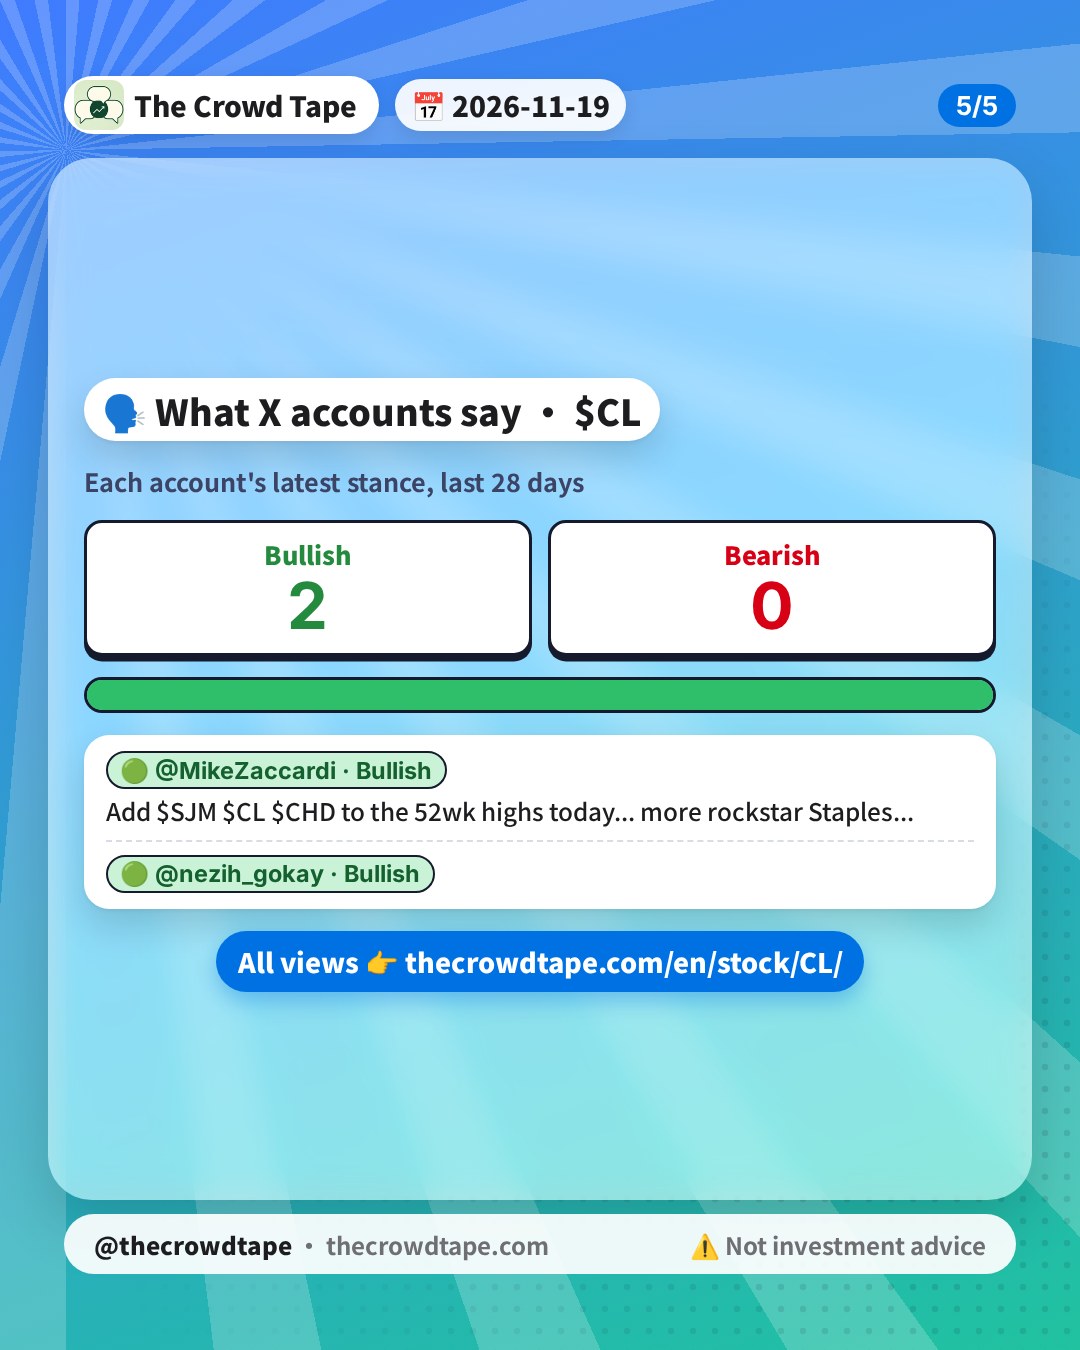 The Crowd Tape
📅 2026-11-19
5/5
🗣️ What X accounts say · $CL
Each account's latest stance, last 28 days
Bullish
2
Bearish
0
🟢 @MikeZaccardi · Bullish
Add $SJM $CL $CHD to the 52wk highs today... more rockstar Staples...
🟢 @nezih_gokay · Bullish
All views 👉 thecrowdtape.com/en/stock/CL/
@thecrowdtape · thecrowdtape.com
⚠️ Not investment advice